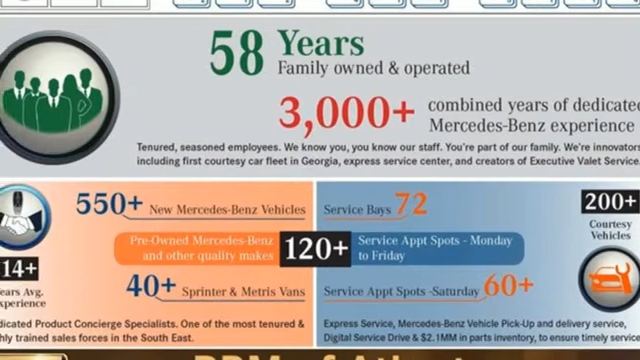 58 Years
Family owned & operated
3,000+ combined years of dedicated
Mercedes-Benz experience
Tenured, seasoned employees. We know you, you know our staff. You're part of our family. We're innovators
including first courtesy car fleet in Georgia, express service center, and creators of Executive Valet Service.
550+ New Mercedes-Benz Vehicles
Pre-Owned Mercedes-Benz
and other quality makes
120+
40+ Sprinter & Metris Vans
14+
Years Avg.
Experience
dicated Product Concierge Specialists. One of the most tenured &
hly trained sales forces in the South East.
Service Bays 72
Service Appt Spots - Monday
to Friday
Service Appt Spots -Saturday 60+
200+
Courtesy
Vehicles
Express Service, Mercedes-Benz Vehicle Pick-Up and delivery service,
Digital Service Drive & $2.1MM in parts inventory, to ensure timely service